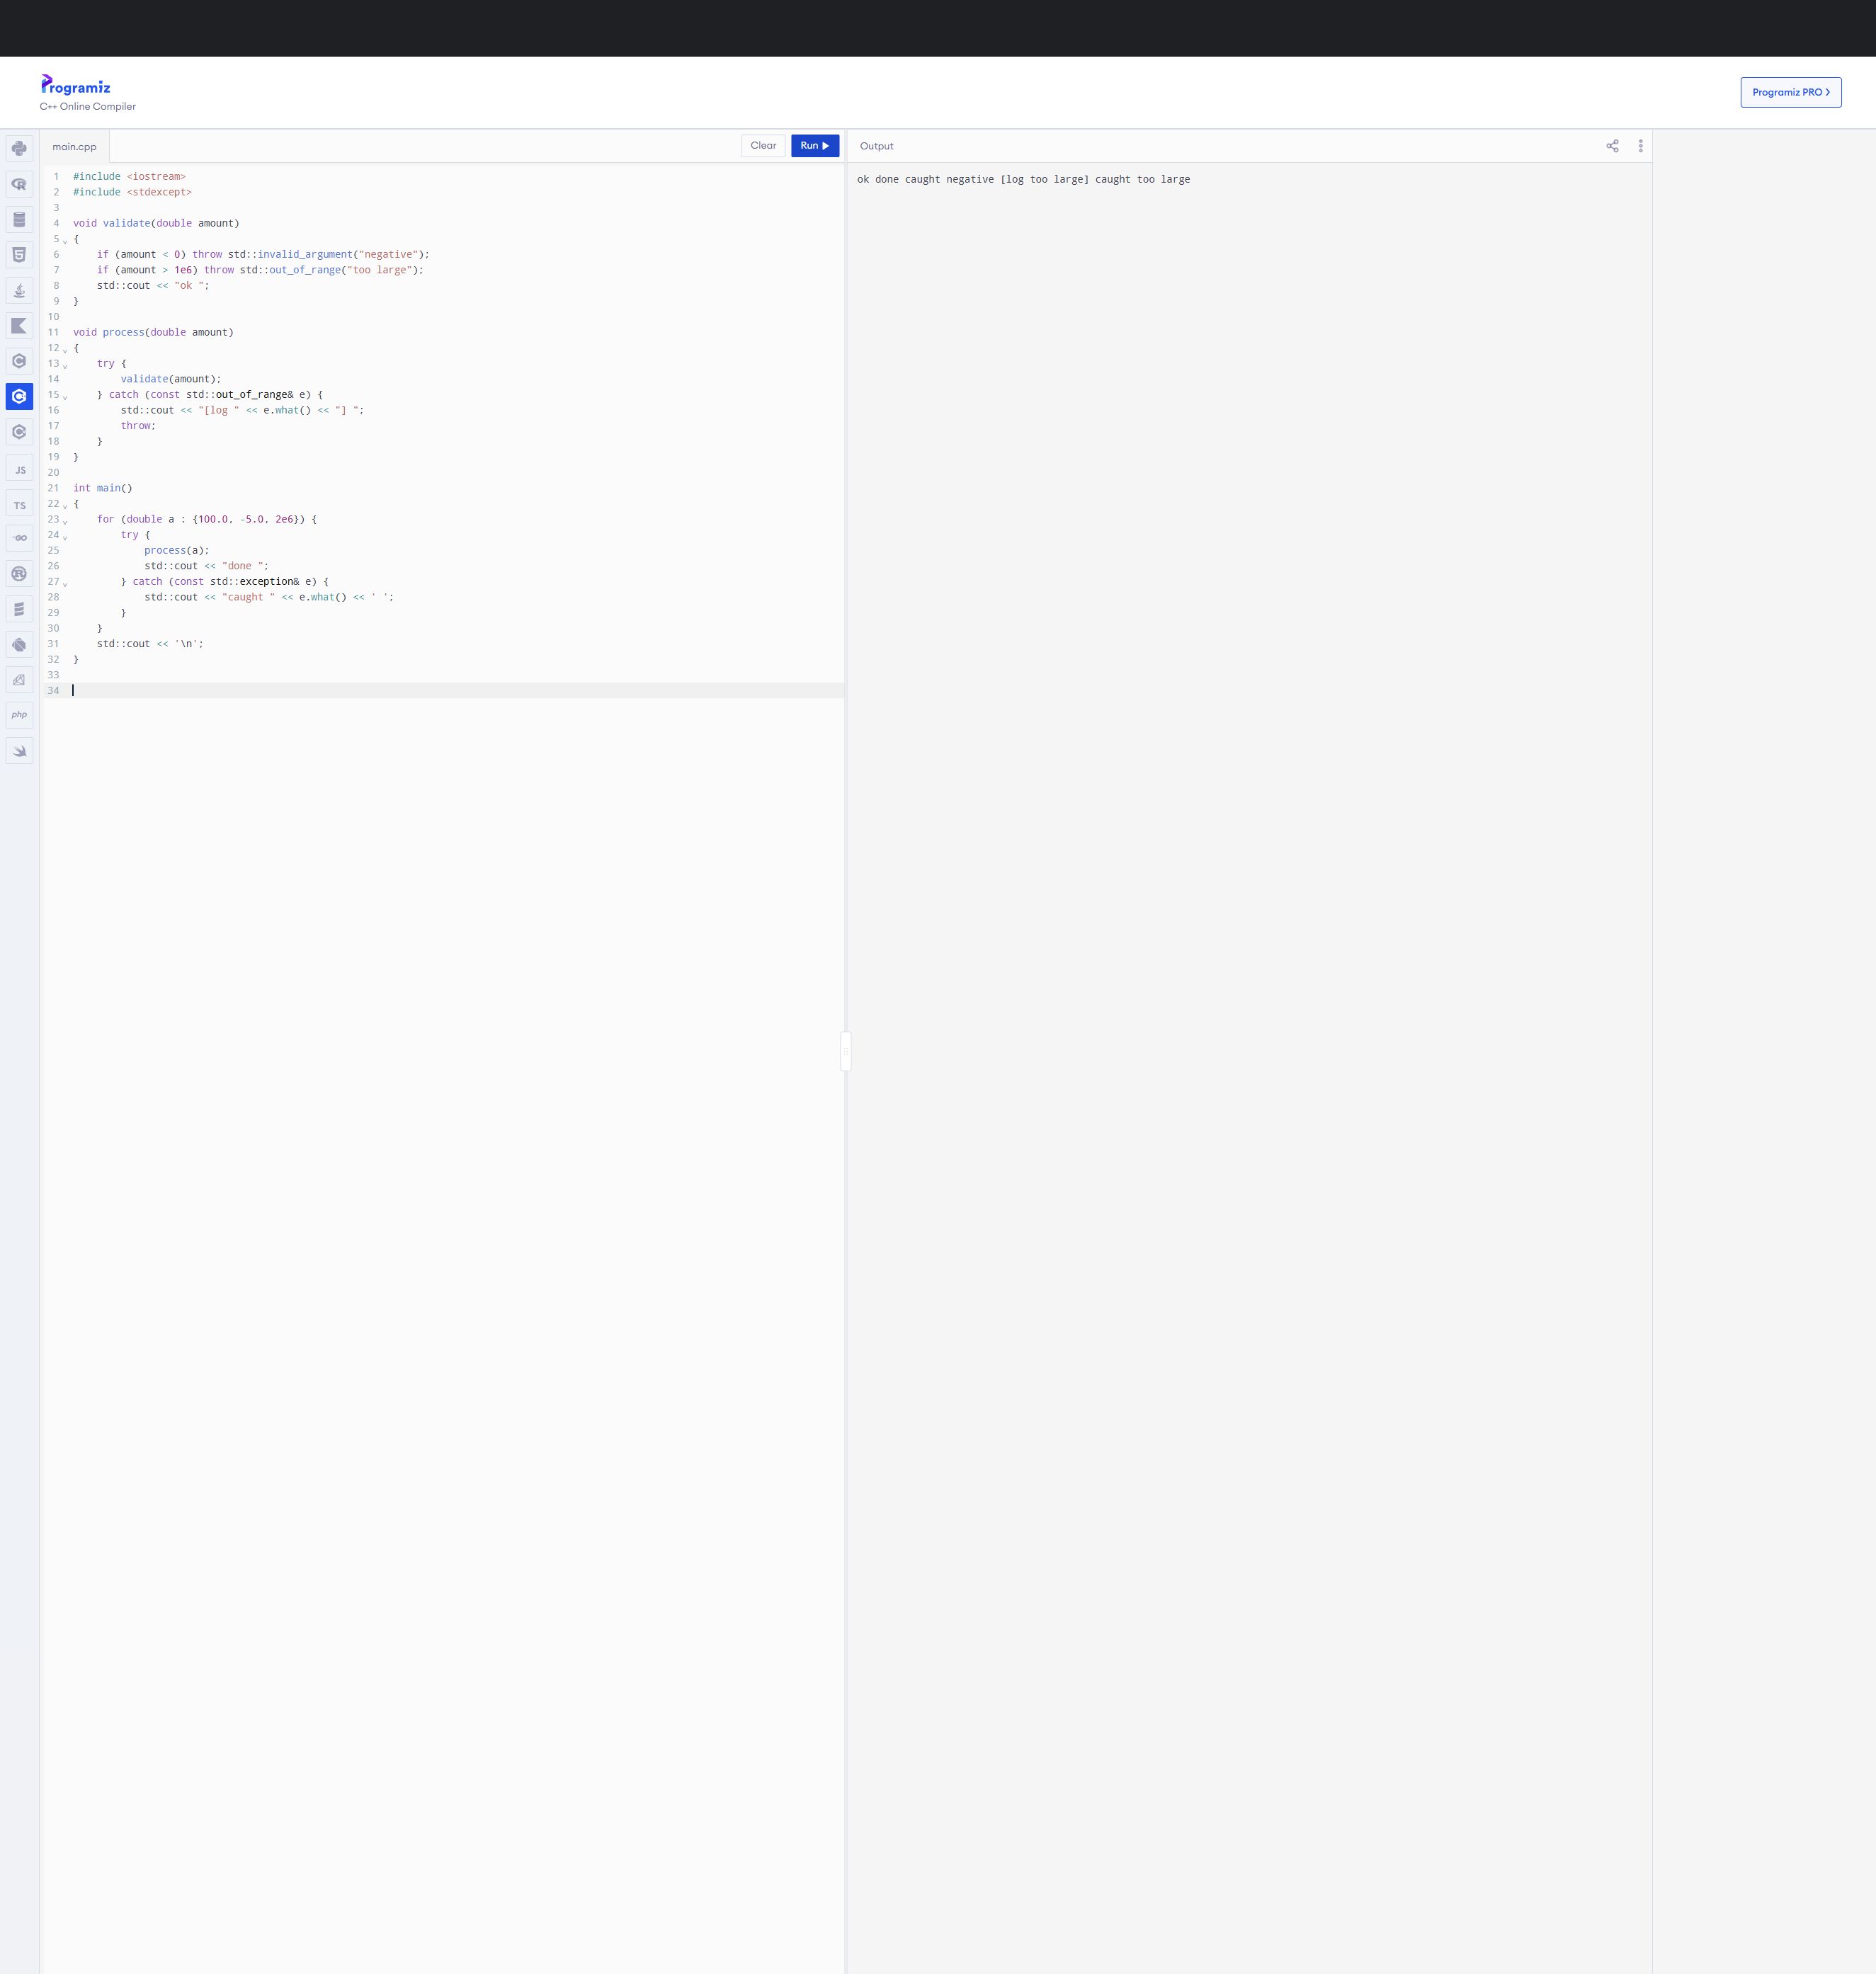 Programiz
C++ Online Compiler
Programiz PRO
main.cpp
Clear
Run
Output
1 #include <iostream>
2 #include <stdexcept>
3
4 void validate(double amount)
5 {
6     if (amount < 0) throw std::invalid_argument("negative");
7     if (amount > 1e6) throw std::out_of_range("too large");
8     std::cout << "ok ";
9 }
10
11 void process(double amount)
12 {
13     try {
14         validate(amount);
15     } catch (const std::out_of_range& e) {
16         std::cout << "[log " << e.what() << "] ";
17         throw;
18     }
19 }
20
21 int main()
22 {
23     for (double a : {100.0, -5.0, 2e6}) {
24         try {
25             process(a);
26             std::cout << "done ";
27         } catch (const std::exception& e) {
28             std::cout << "caught " << e.what() << ' ';
29         }
30     }
31     std::cout << '\n';
32 }
33
34
ok done caught negative [log too large] caught too large
JS
TS
GO
php